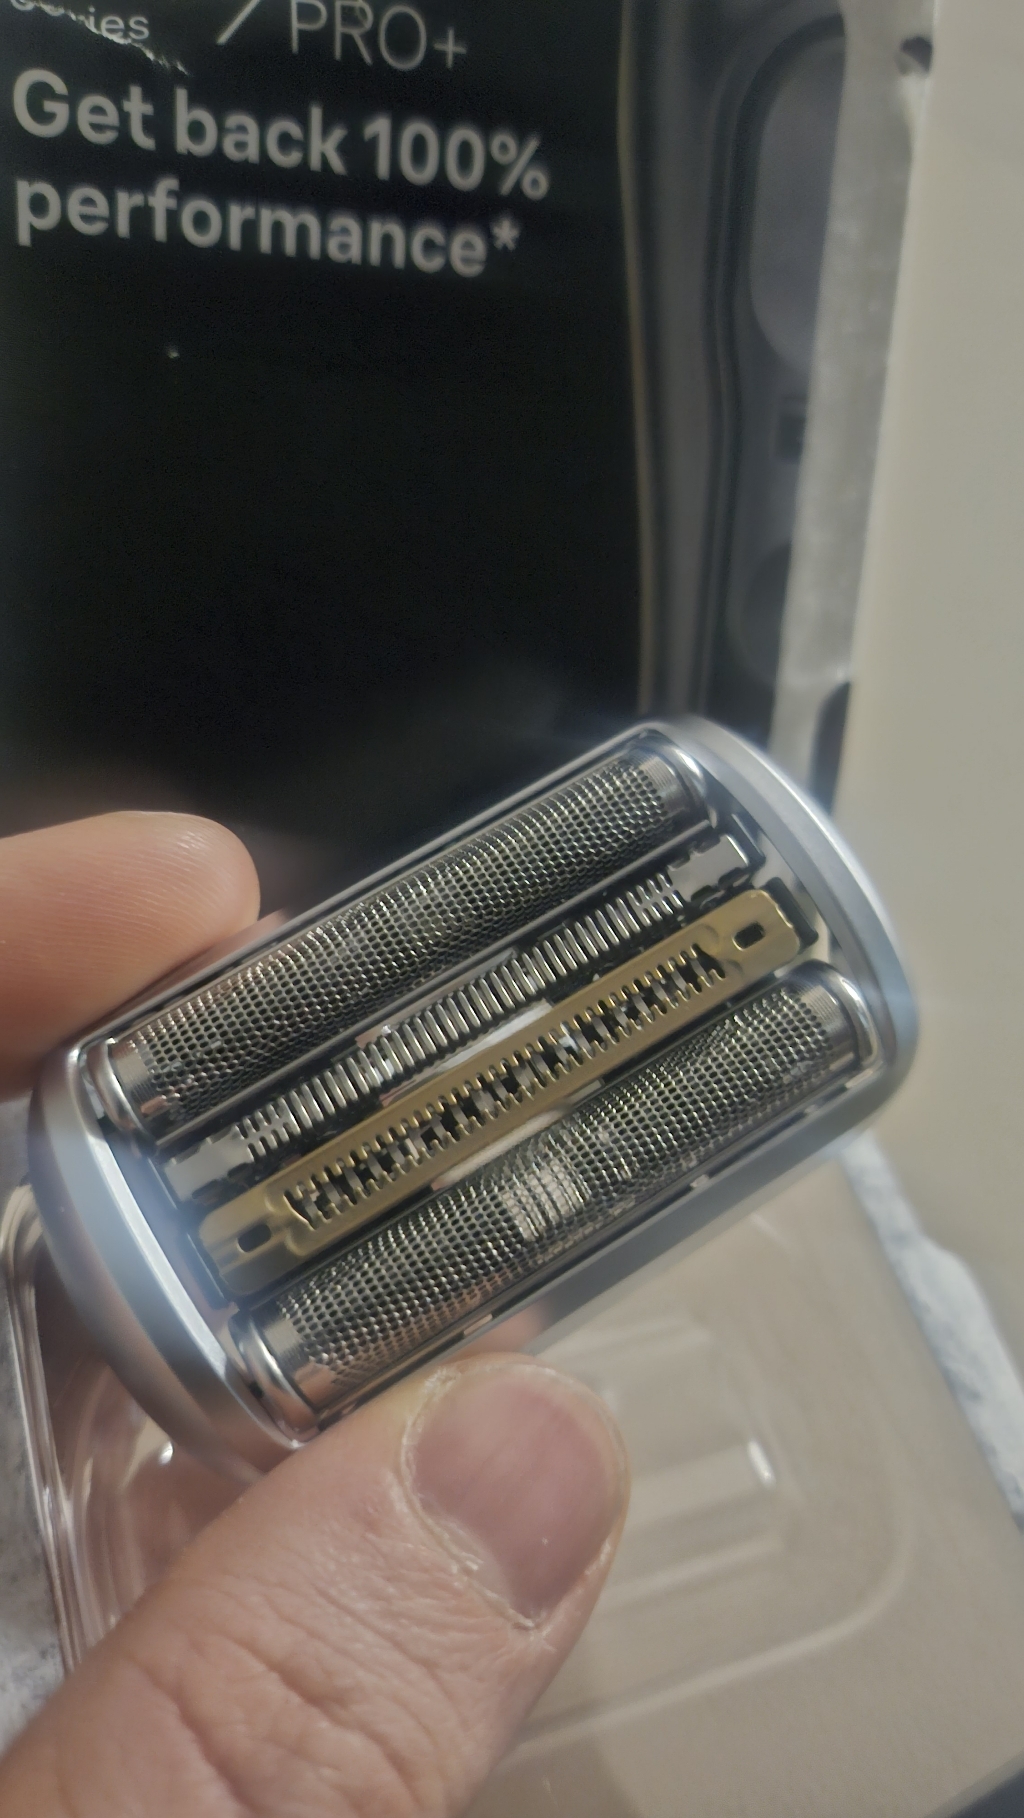 PRO+
Get back 100%
performance*